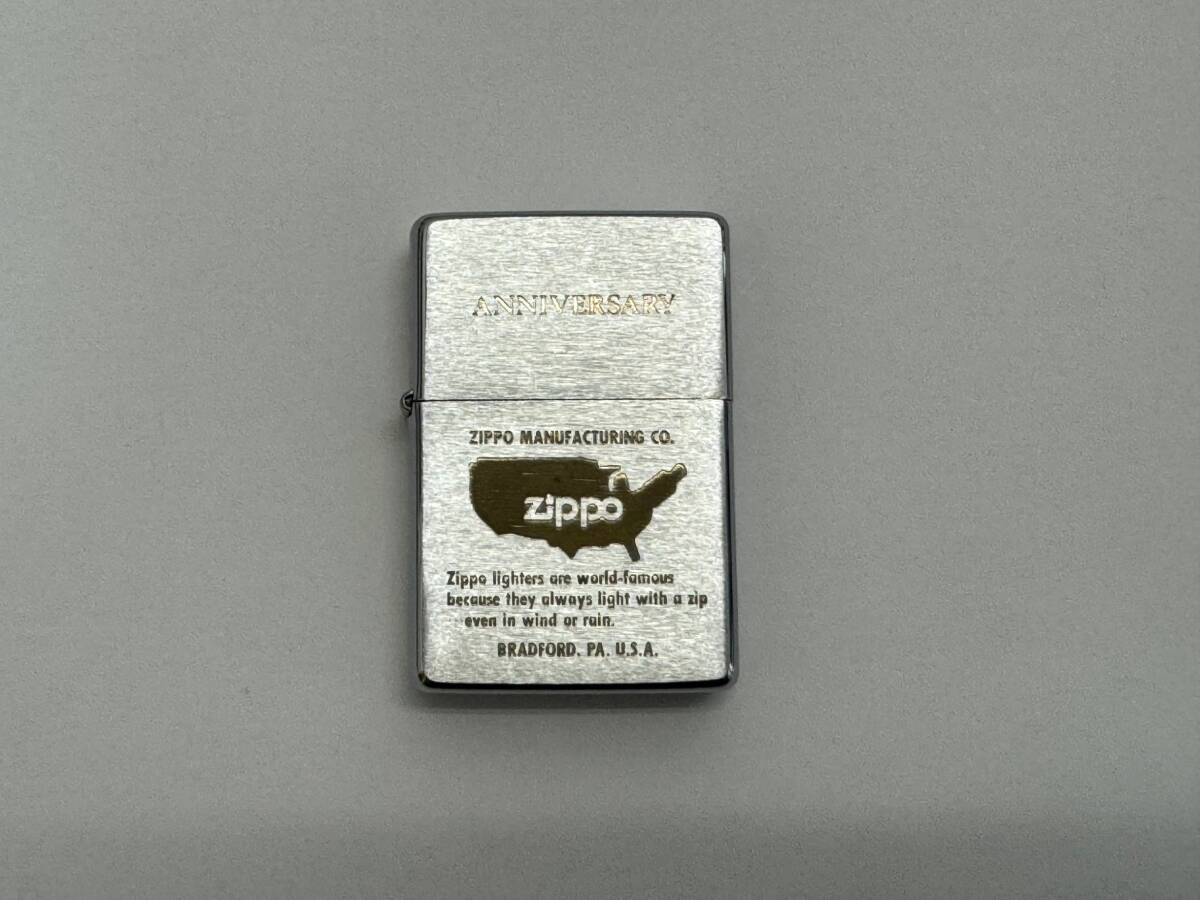 ANNIVERSARY
ZIPPO MANUFACTURING CO.
zippo
Zippo lighters are world-famous
because they always light with a zip
even in wind or rain.
BRADFORD. PA. U.S.A.